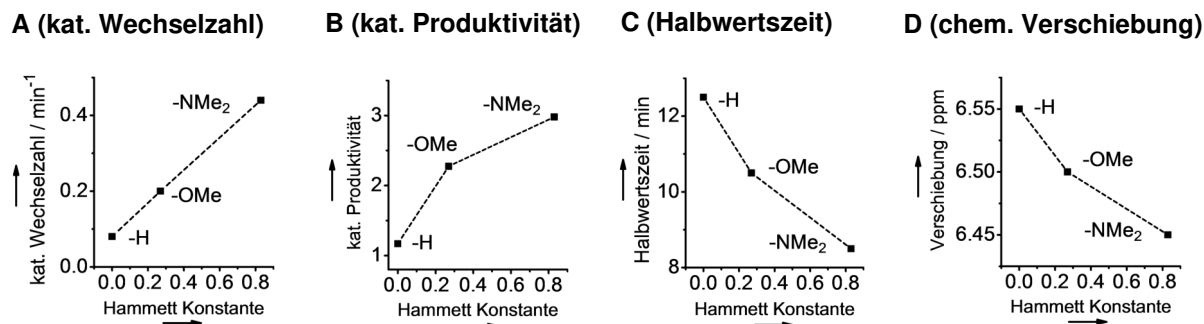 A (kat. Wechselzahl)
kat. Wechselzahl / min⁻¹
0.4
0.2
0.0
-NMe₂
-OMe
-H
0.0 0.2 0.4 0.6 0.8
Hammett Konstante
B (kat. Produktivität)
kat. Produktivität
3
2
1
-NMe₂
-OMe
-H
0.0 0.2 0.4 0.6 0.8
Hammett Konstante
C (Halbwertszeit)
Halbwertszeit / min
12
10
8
-H
-OMe
-NMe₂
0.0 0.2 0.4 0.6 0.8
Hammett Konstante
D (chem. Verschiebung)
Verschiebung / ppm
6.55
6.50
6.45
-H
-OMe
-NMe₂
0.0 0.2 0.4 0.6 0.8
Hammett Konstante